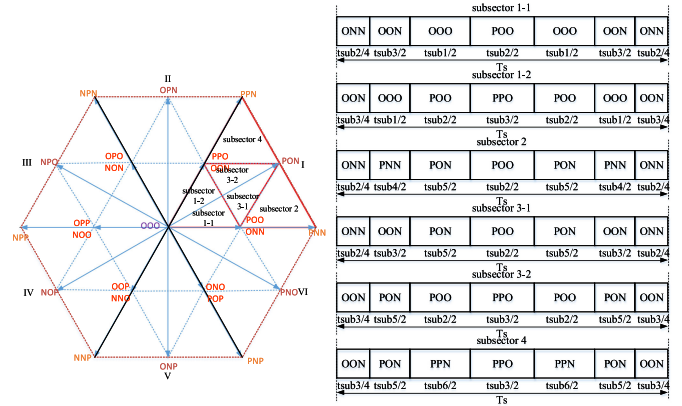 II
NPN
OPN
PPN
subsector 4
III
NPO
OPO
NON
PPO
OON
PON
I
subsector
3-2
subsector
1-2
subsector
3-1
subsector 2
subsector
1-1
OOO
OPP
NOO
POO
ONN
NPP
PNN
IV
NOP
OOP
NNO
ONO
POP
PNO
VI
NNP
ONP
PNP
V
subsector 1-1
ONN OON OOO POO OOO OON ONN
tsub2/4 tsub3/2 tsub1/2 tsub2/2 tsub1/2 tsub3/2 tsub2/4
Ts
subsector 1-2
OON OOO POO PPO POO OOO OON
tsub3/4 tsub1/2 tsub2/2 tsub3/2 tsub2/2 tsub1/2 tsub3/4
Ts
subsector 2
ONN PNN PON POO PON PNN ONN
tsub2/4 tsub4/2 tsub5/2 tsub2/2 tsub5/2 tsub4/2 tsub2/4
Ts
subsector 3-1
ONN OON PON POO PON OON ONN
tsub2/4 tsub3/2 tsub5/2 tsub2/2 tsub5/2 tsub3/2 tsub2/4
Ts
subsector 3-2
OON PON POO PPO POO PON OON
tsub3/4 tsub5/2 tsub2/2 tsub3/2 tsub2/2 tsub5/2 tsub3/4
Ts
subsector 4
OON PON PPN PPO PPN PON OON
tsub3/4 tsub5/2 tsub6/2 tsub3/2 tsub6/2 tsub5/2 tsub3/4
Ts